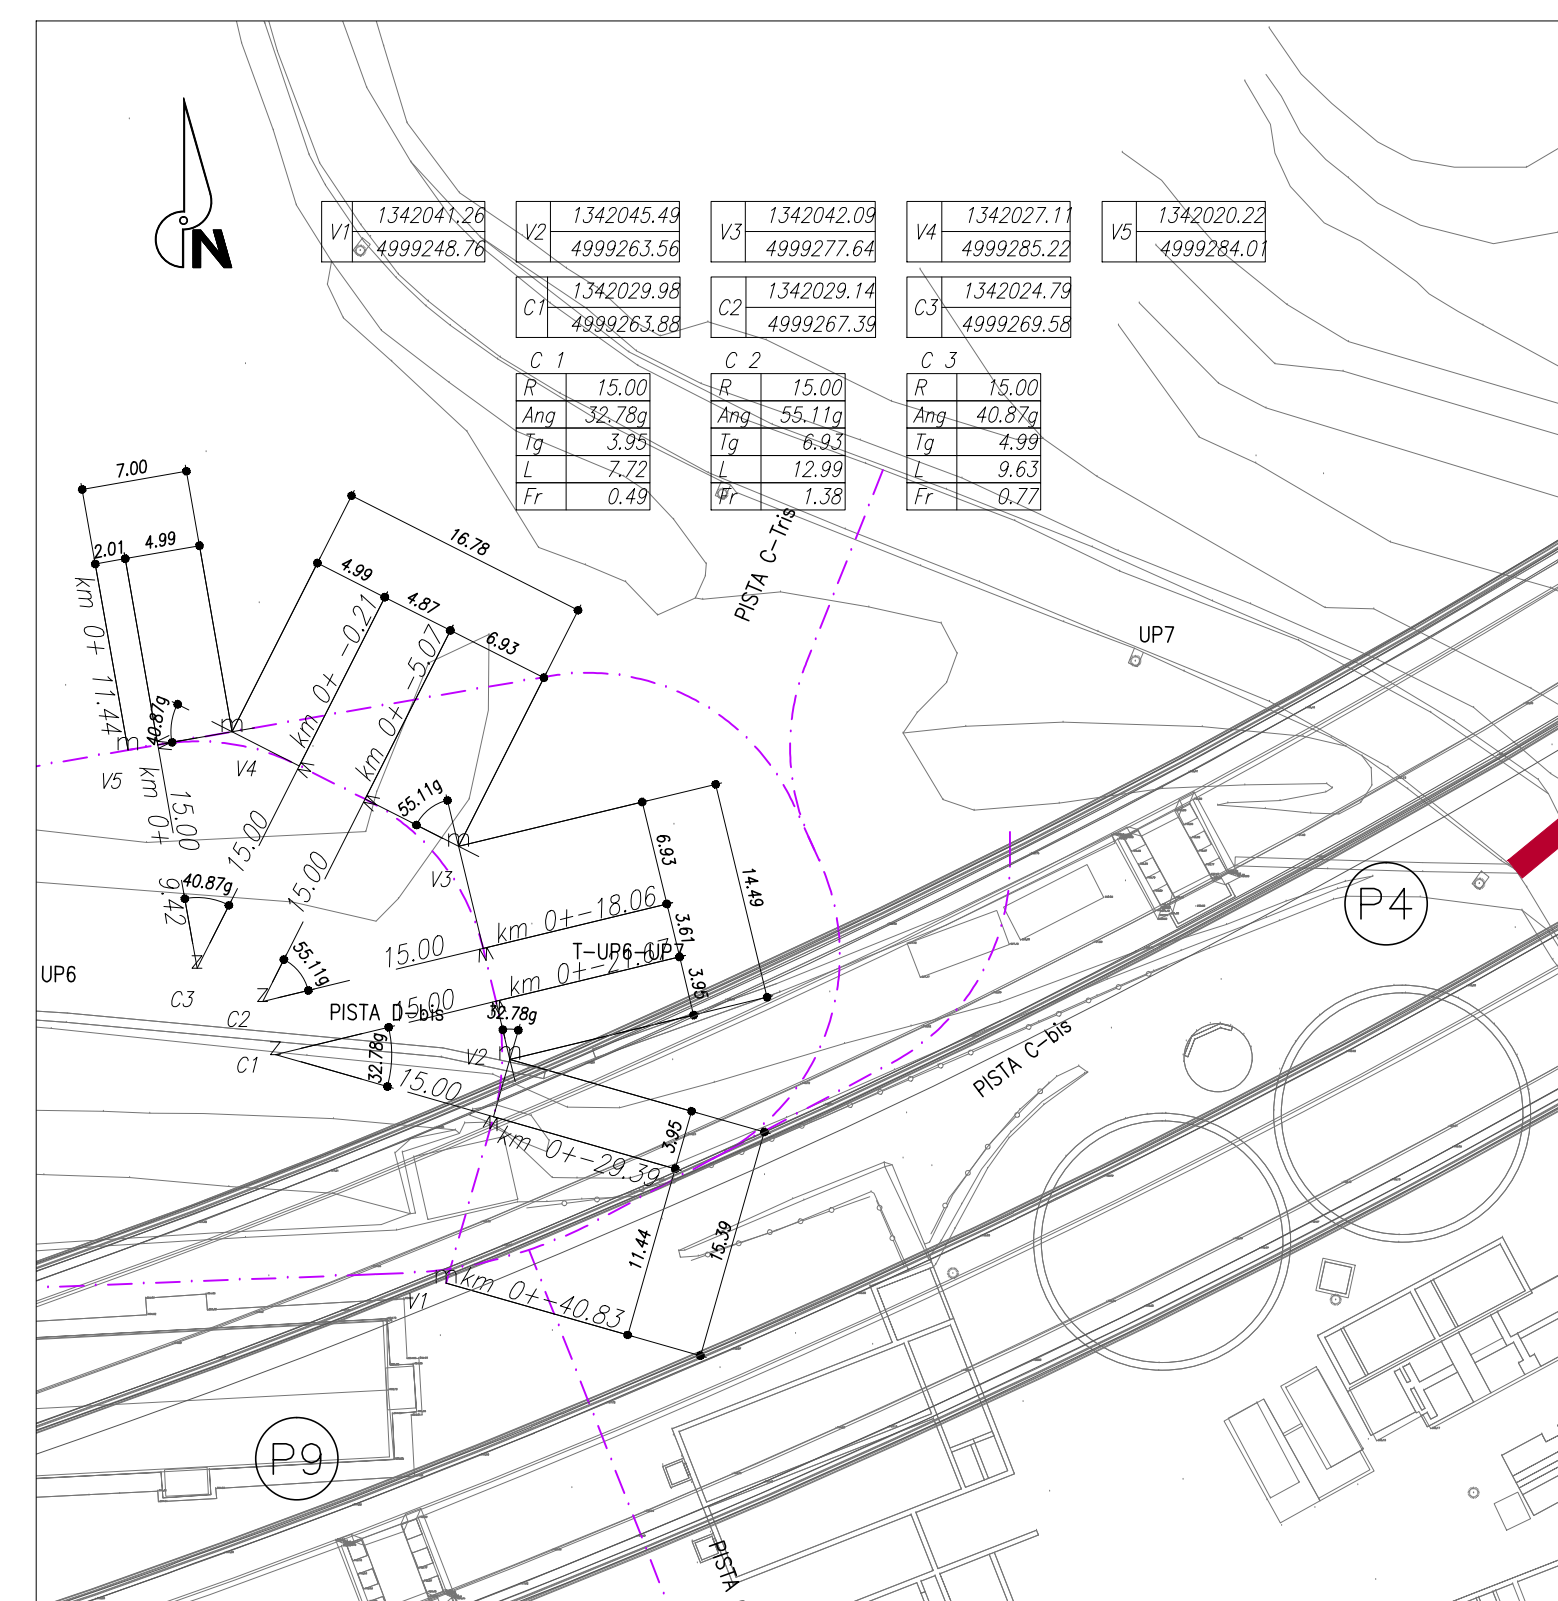 N
V1 1342041.26
4999248.76
V2 1342045.49
4999263.56
V3 1342042.09
4999277.64
V4 1342027.11
4999285.22
V5 1342020.22
4999284.01
C1 1342029.98
4999263.88
C2 1342029.14
4999267.39
C3 1342024.79
4999269.58
C 1
R 15.00
Ang 32.78g
Tg 3.95
L 7.72
Fr 0.49
C 2
R 15.00
Ang 55.11g
Tg 6.93
L 12.99
Fr 1.38
C 3
R 15.00
Ang 40.87g
Tg 4.99
L 9.63
Fr 0.77
7.00
2.01
4.99
16.78
4.99
4.87
6.93
km 0+ 11.44
km 0+
15.00
40.87g
km 0+ -0.21
15.00
km 0+ -5.07
15.00
V5
V4
55.11g
V3
PISTA C-Tris
UP7
6.93
14.49
3.61
3.95
15.00 km 0+-18.06
T-UP6-UP7
15.00 km 0+-21.67
PISTA D-bis
32.78g
V2
40.87g
9.42
C3
55.11g
C2
C1
32.78g
UP6
15.00
km 0+-29.39
3.95
11.44
15.39
V1
km 0+-40.83
PISTA C-bis
P4
P9
PISTA